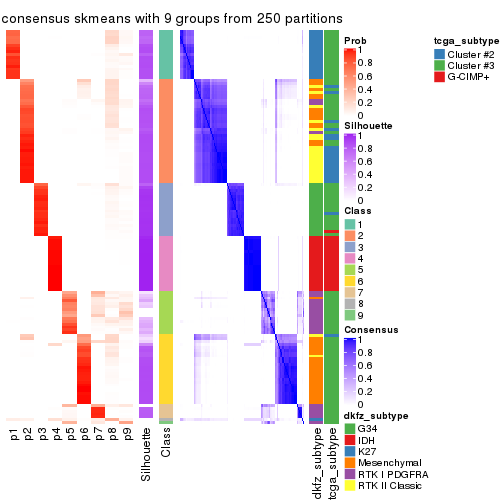 consensus skmeans with 9 groups from 250 partitions
Prob
1
0.8
0.6
0.4
0.2
0
Silhouette
1
0.8
0.6
0.4
0.2
0
Class
1
2
3
4
5
6
7
8
9
Consensus
1
0.8
0.6
0.4
0.2
0
dkfz_subtype
G34
IDH
K27
Mesenchymal
RTK I PDGFRA
RTK II Classic
tcga_subtype
Cluster #2
Cluster #3
G-CIMP+
p1
p2
p3
p4
p5
p6
p7
p8
p9
Silhouette
Class
dkfz_subtype
tcga_subtype